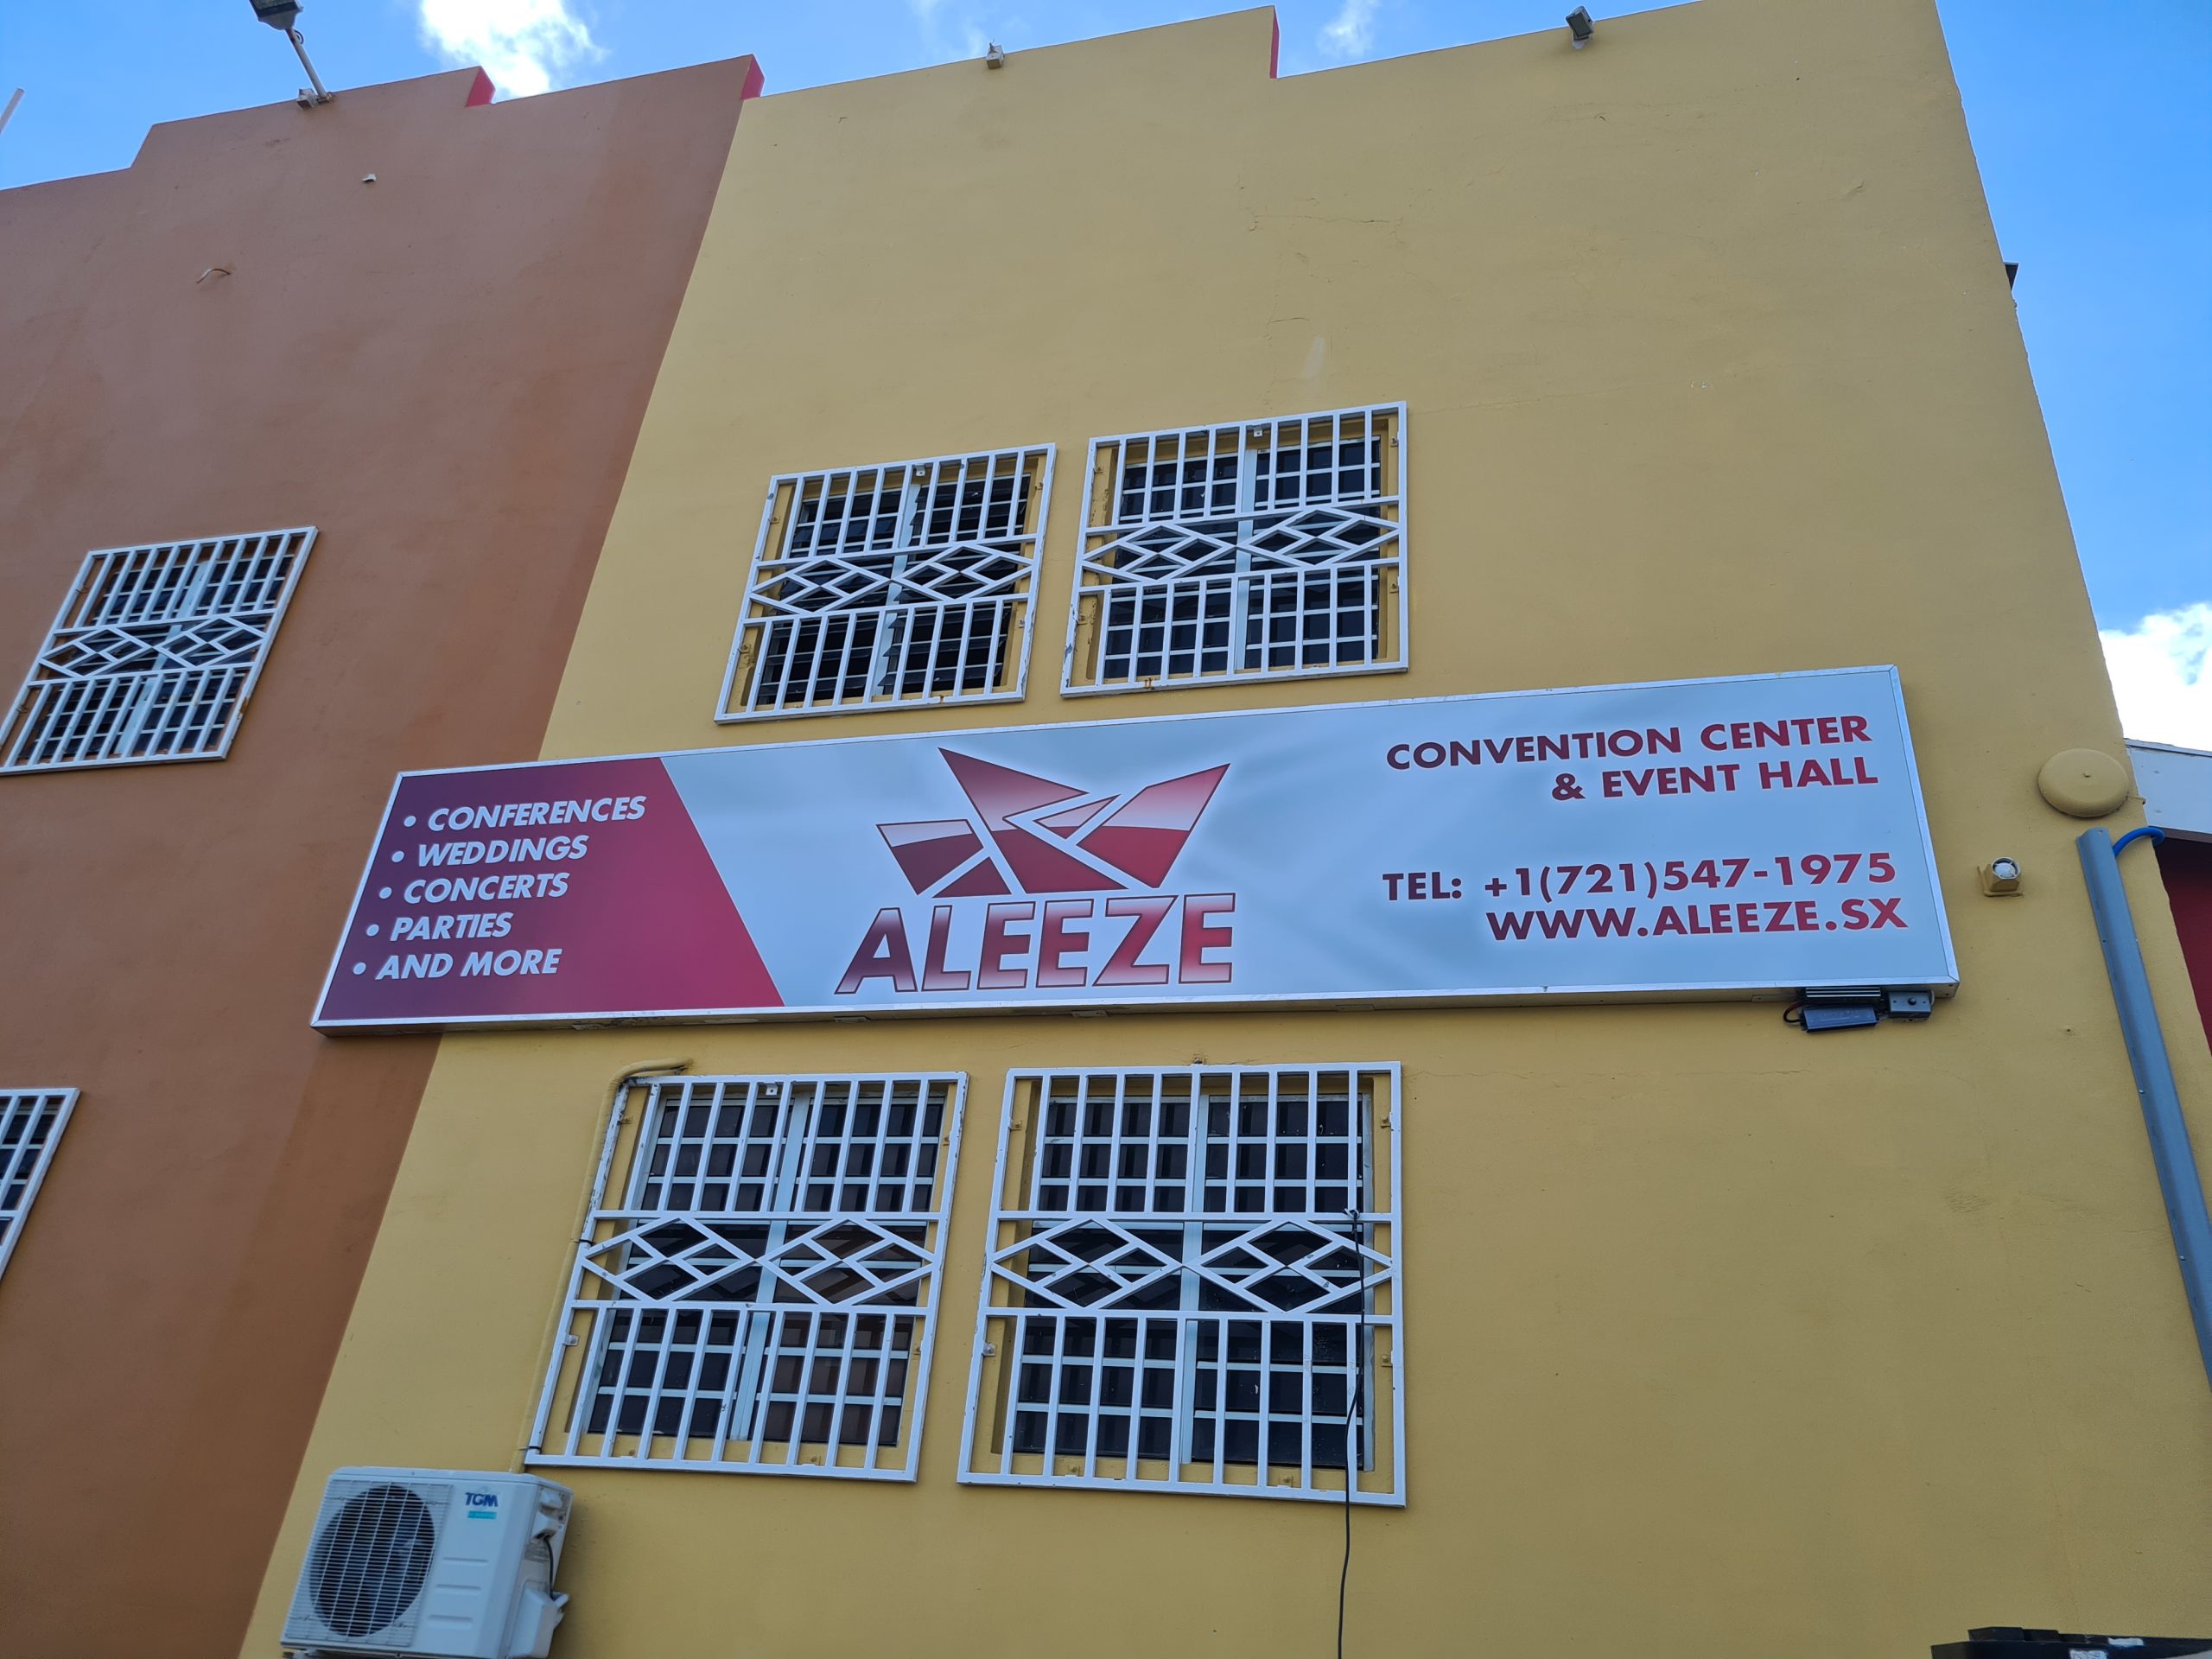 • CONFERENCES
• WEDDINGS
• CONCERTS
• PARTIES
• AND MORE
ALEEZE
CONVENTION CENTER
& EVENT HALL
TEL: +1(721)547-1975
WWW.ALEEZE.SX
TGM